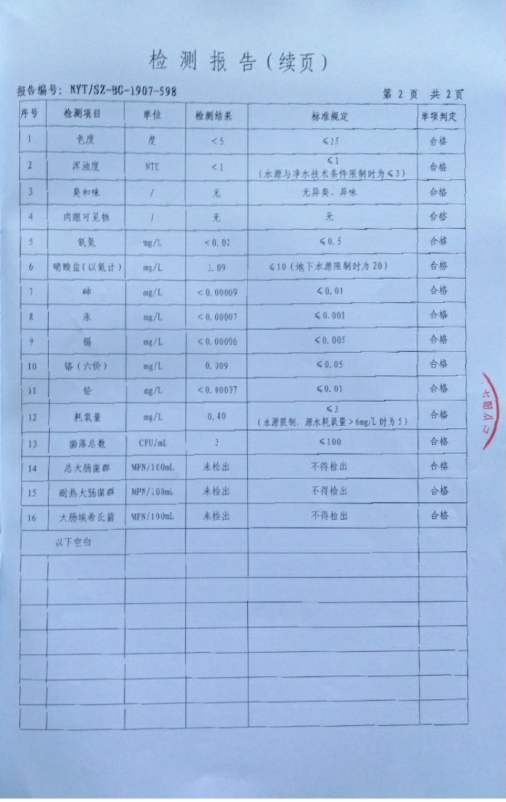 检测报告(续页)
报告编号: NYT/SZ-BG-1907-598 第 2 页 共 2 页
序号 检测项目 单位 检测结果 标准规定 单项判定
1 色度 度 <5 ≤15 合格
2 浑浊度 NTU <1 ≤1 (水源与净水技术条件限制时为≤3) 合格
3 臭和味 / 无 无异臭、异味 合格
4 肉眼可见物 / 无 无 合格
5 氨氮 mg/L <0.02 ≤0.5 合格
6 硝酸盐(以氮计) mg/L ≤10(地下水源限制时为20) 合格
7 砷 mg/L <0.00009 ≤0.01 合格
8 汞 mg/L <0.00007 ≤0.001 合格
9 镉 mg/L <0.00006 ≤0.005 合格
10 铬(六价) mg/L 0.009 ≤0.05 合格
11 铅 mg/L <0.00007 ≤0.01 合格
12 耗氧量 mg/L 0.40 ≤3 (水源限制,原水耗氧量>6mg/L时为5) 合格
13 菌落总数 CFU/mL ≤100 合格
14 总大肠菌群 MPN/100mL 未检出 不得检出 合格
15 耐热大肠菌群 MPN/100mL 未检出 不得检出 合格
16 大肠埃希氏菌 MPN/100mL 未检出 不得检出 合格
以下空白